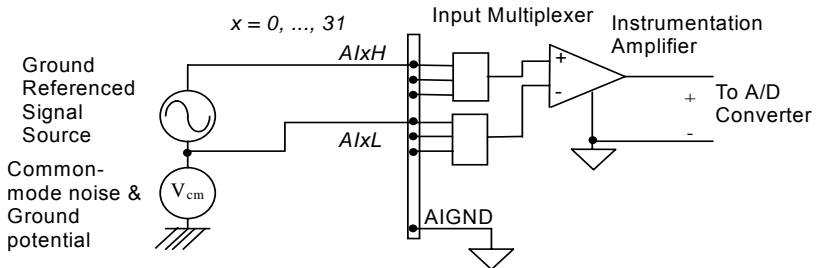 Input Multiplexer
Instrumentation
Amplifier
x = 0, ..., 31
AIxH
Ground
Referenced
Signal
Source
+
-
To A/D
Converter
+
-
AIxL
Common-
mode noise &
Ground
potential
Vcm
AIGND